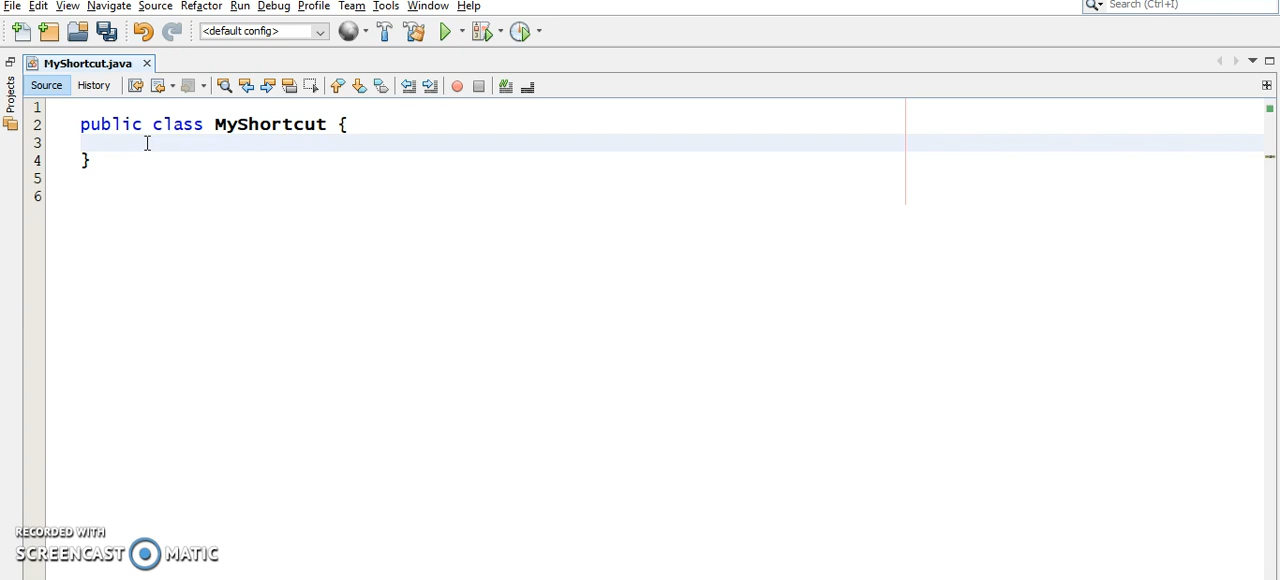 File Edit View Navigate Source Refactor Run Debug Profile Team Tools Window Help
Search (Ctrl+I)
<default config>
MyShortcut.java
Source History
Projects
1
2 public class MyShortcut {
3
4 }
5
6
RECORDED WITH
SCREENCAST MATIC